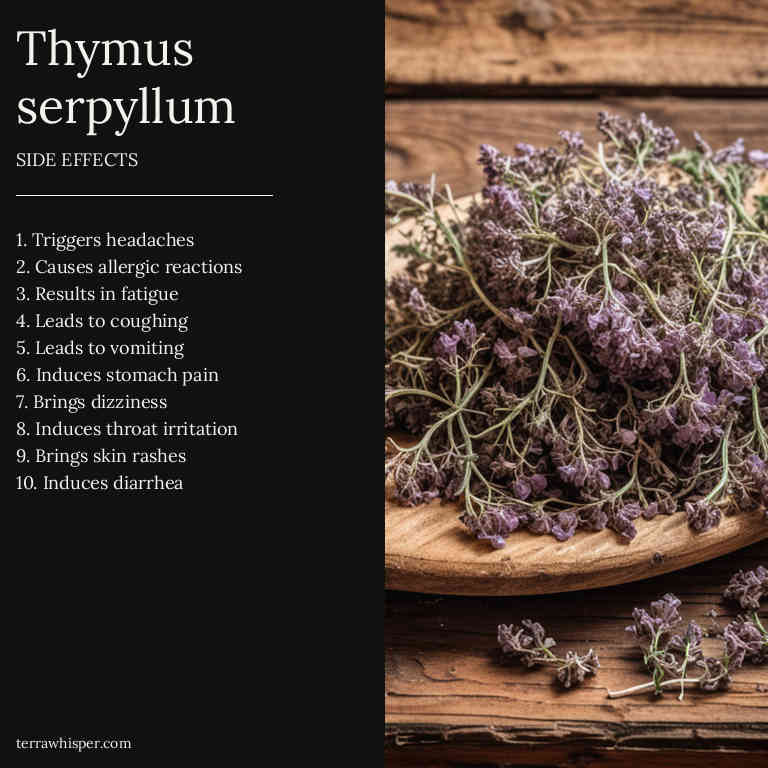 Thymus
serpyllum
SIDE EFFECTS
1. Triggers headaches
2. Causes allergic reactions
3. Results in fatigue
4. Leads to coughing
5. Leads to vomiting
6. Induces stomach pain
7. Brings dizziness
8. Induces throat irritation
9. Brings skin rashes
10. Induces diarrhea
terrawhisper.com